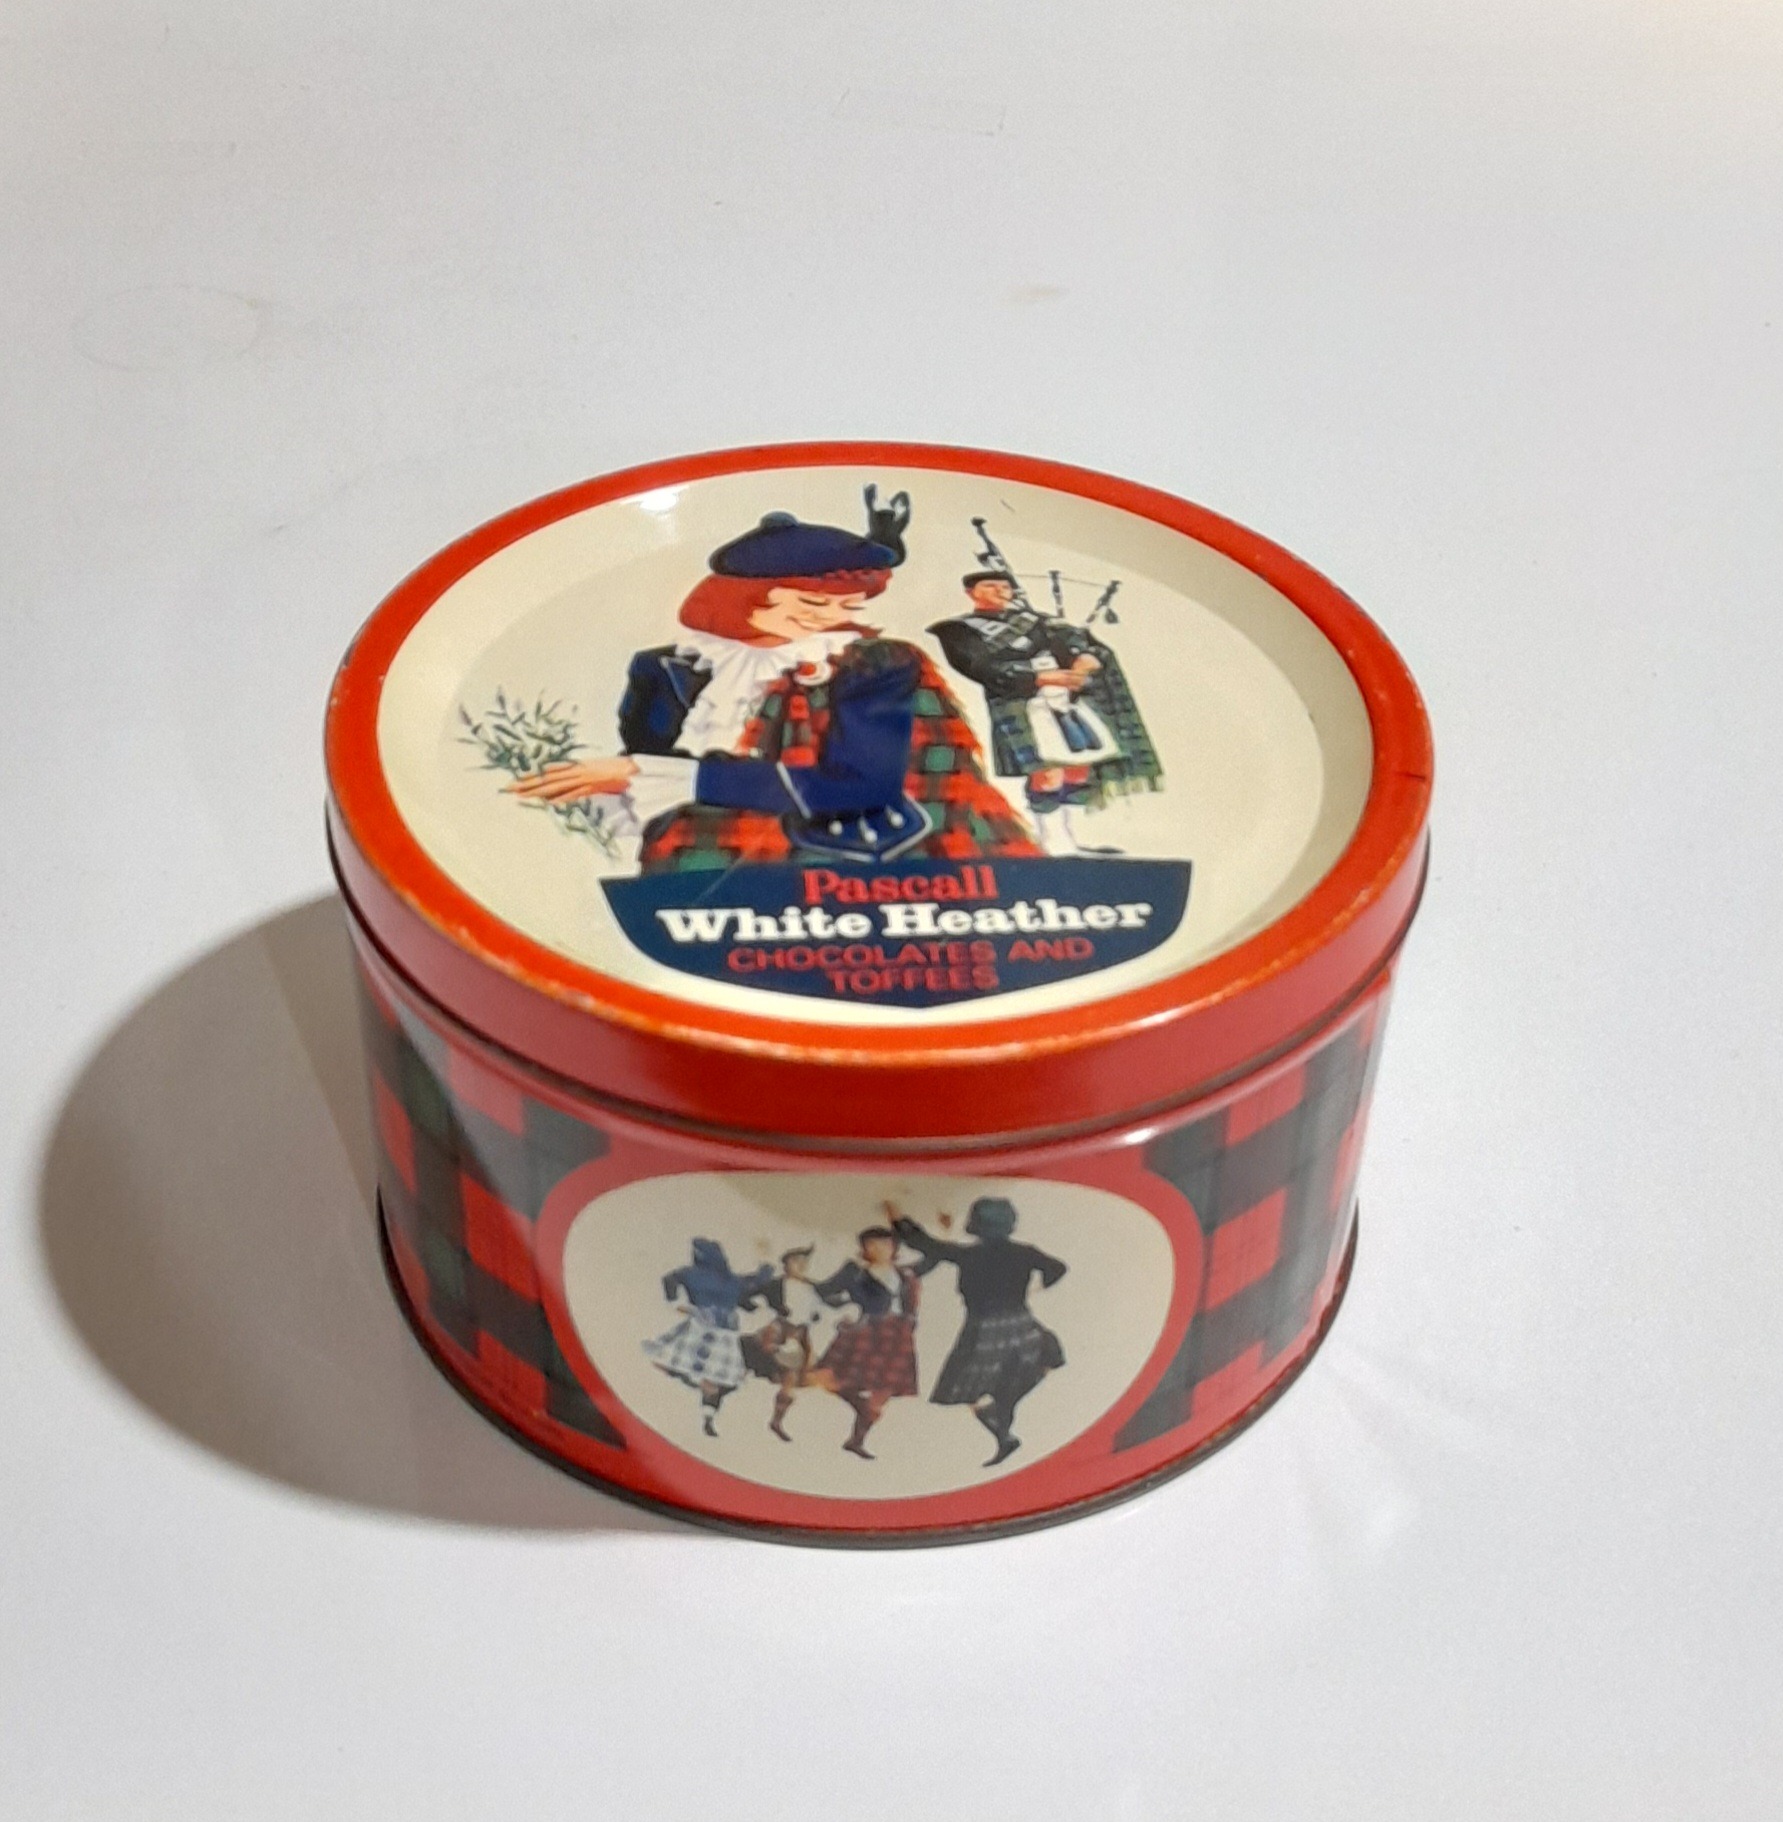 Pascall
White Heather
CHOCOLATES AND
TOFFEES